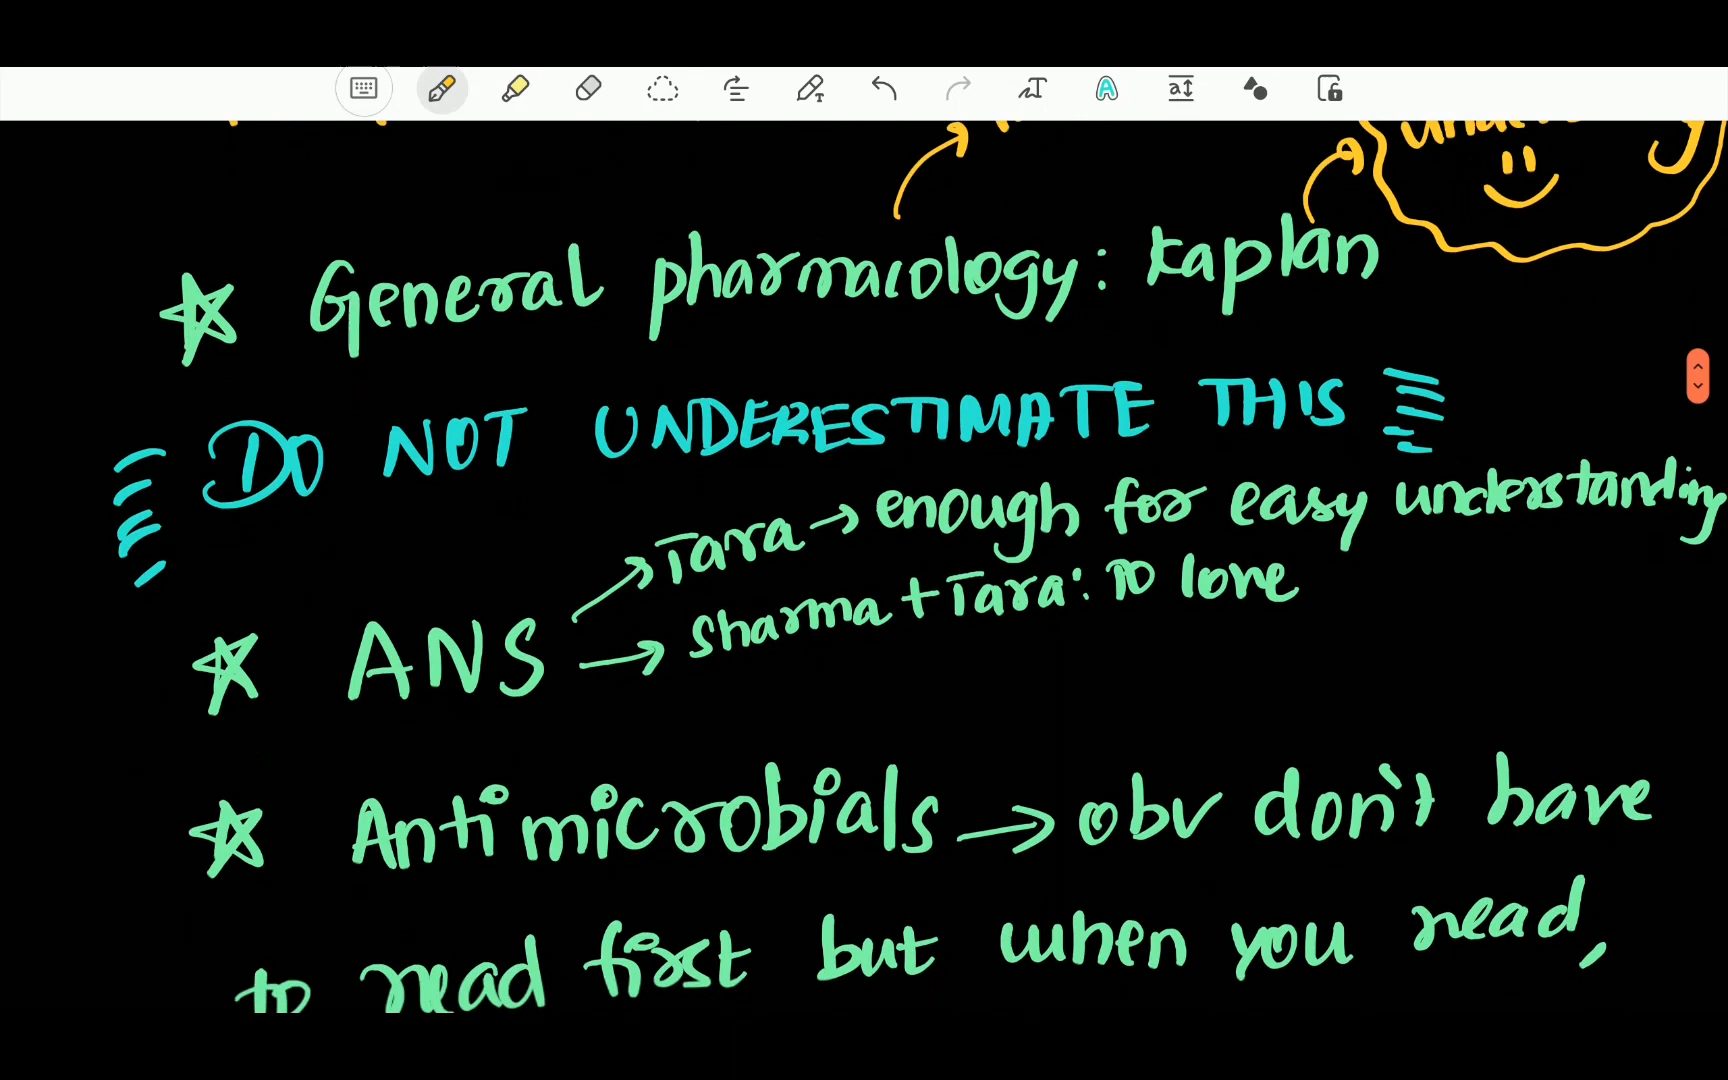 General pharmacology: Kaplan
DO NOT UNDERESTIMATE THIS
Tara → enough for easy understanding
ANS → Sharma + Tara: love
Antimicrobials → obv don't have
to read first but when you read,